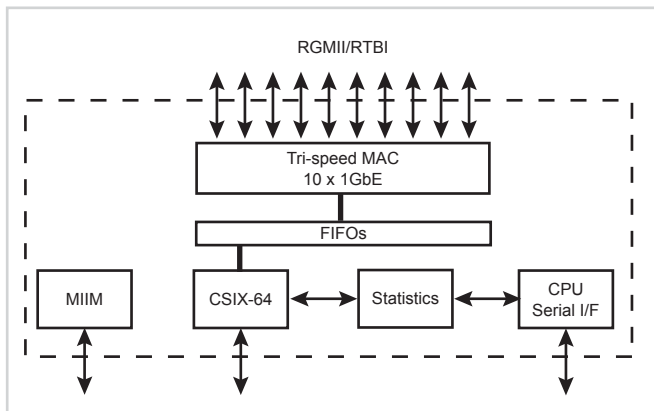 RGMII/RTBI
Tri-speed MAC
10 x 1GbE
FIFOs
MIIM
CSIX-64
Statistics
CPU
Serial I/F